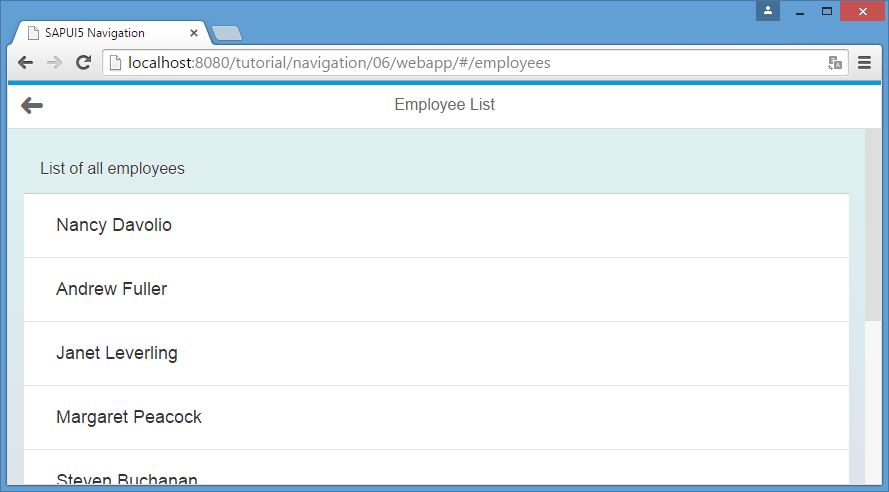 SAPUI5 Navigation
localhost:8080/tutorial/navigation/06/webapp/#/employees
Employee List
List of all employees
Nancy Davolio
Andrew Fuller
Janet Leverling
Margaret Peacock
Steven Buchanan